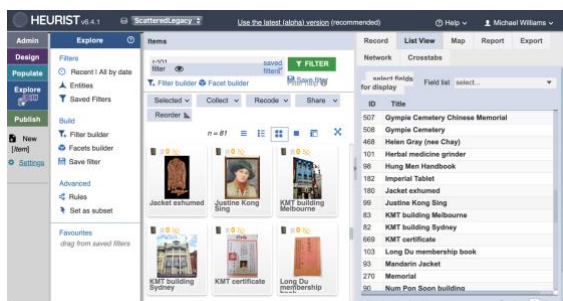 HEURIST v6.4.1
ScatteredLegacy
Use the latest (alpha) version (recommended)
Help
Michael Williams
Admin
Design
Populate
Explore
Publish
New
[Item]
Settings
Explore
Filters
Recent | All by date
Entities
Saved Filters
Build
Filter builder
Facets builder
Save filter
Advanced
Rules
Set as subset
Favourites
drag from saved filters
Items
filter
saved
filters
FILTER
Filter builder
Facet builder
Save filter
Selected
Collect
Recode
Share
Reorder
n = 81
Jacket exhumed
Justine Kong
Sing
KMT building
Melbourne
KMT building
Sydney
KMT certificate
Long Du
membership
book
Record
List View
Map
Report
Export
Network
Crosstabs
select fields
for display
Field list
select...
ID Title
507 Gympie Cemetery Chinese Memorial
508 Gympie Cemetery
468 Helen Gray (nee Chay)
101 Herbal medicine grinder
98 Hung Men Handbook
182 Imperial Tablet
180 Jacket exhumed
99 Justine Kong Sing
83 KMT building Melbourne
82 KMT building Sydney
669 KMT certificate
103 Long Du membership book
93 Mandarin Jacket
270 Memorial
90 Num Pon Soon building